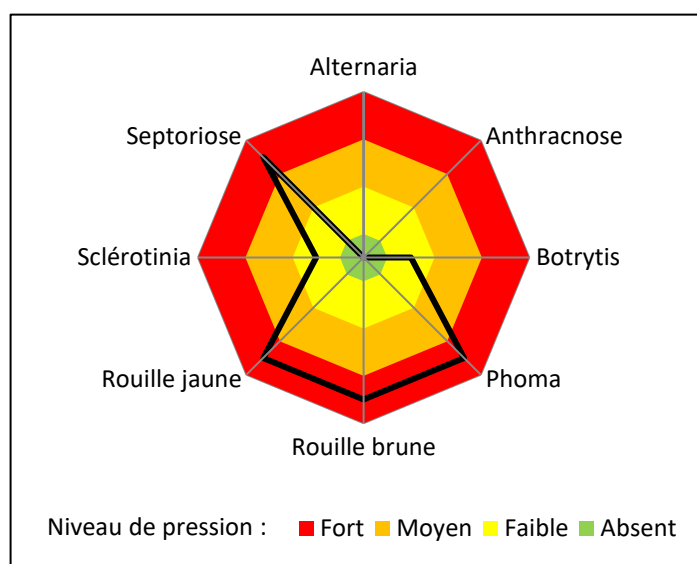 Alternaria
Septoriose
Anthracnose
Sclérotinia
Botrytis
Rouille jaune
Phoma
Rouille brune
Niveau de pression : Fort Moyen Faible Absent